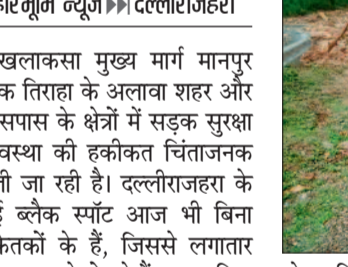 हरिभूमि न्यूज ▶▶| दल्लीराजहरा
खलाकसा मुख्य मार्ग मानपुर
क तिराहा के अलावा शहर और
सपास के क्षेत्रों में सड़क सुरक्षा
वस्था की हकीकत चिंताजनक
ती जा रही है। दल्लीराजहरा के
ई ब्लैक स्पॉट आज भी बिना
केतकों के हैं, जिससे लगातार